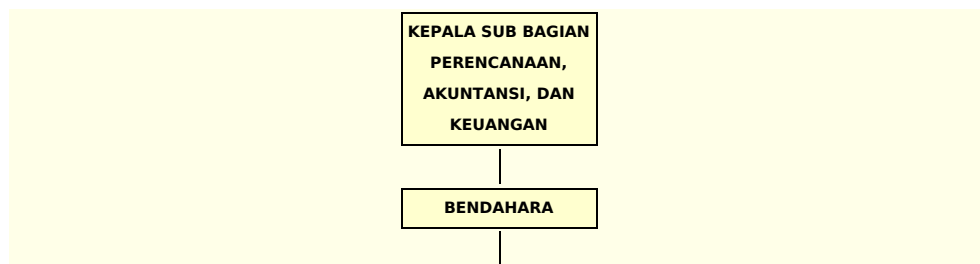 KEPALA SUB BAGIAN
PERENCANAAN,
AKUNTANSI, DAN
KEUANGAN
BENDAHARA